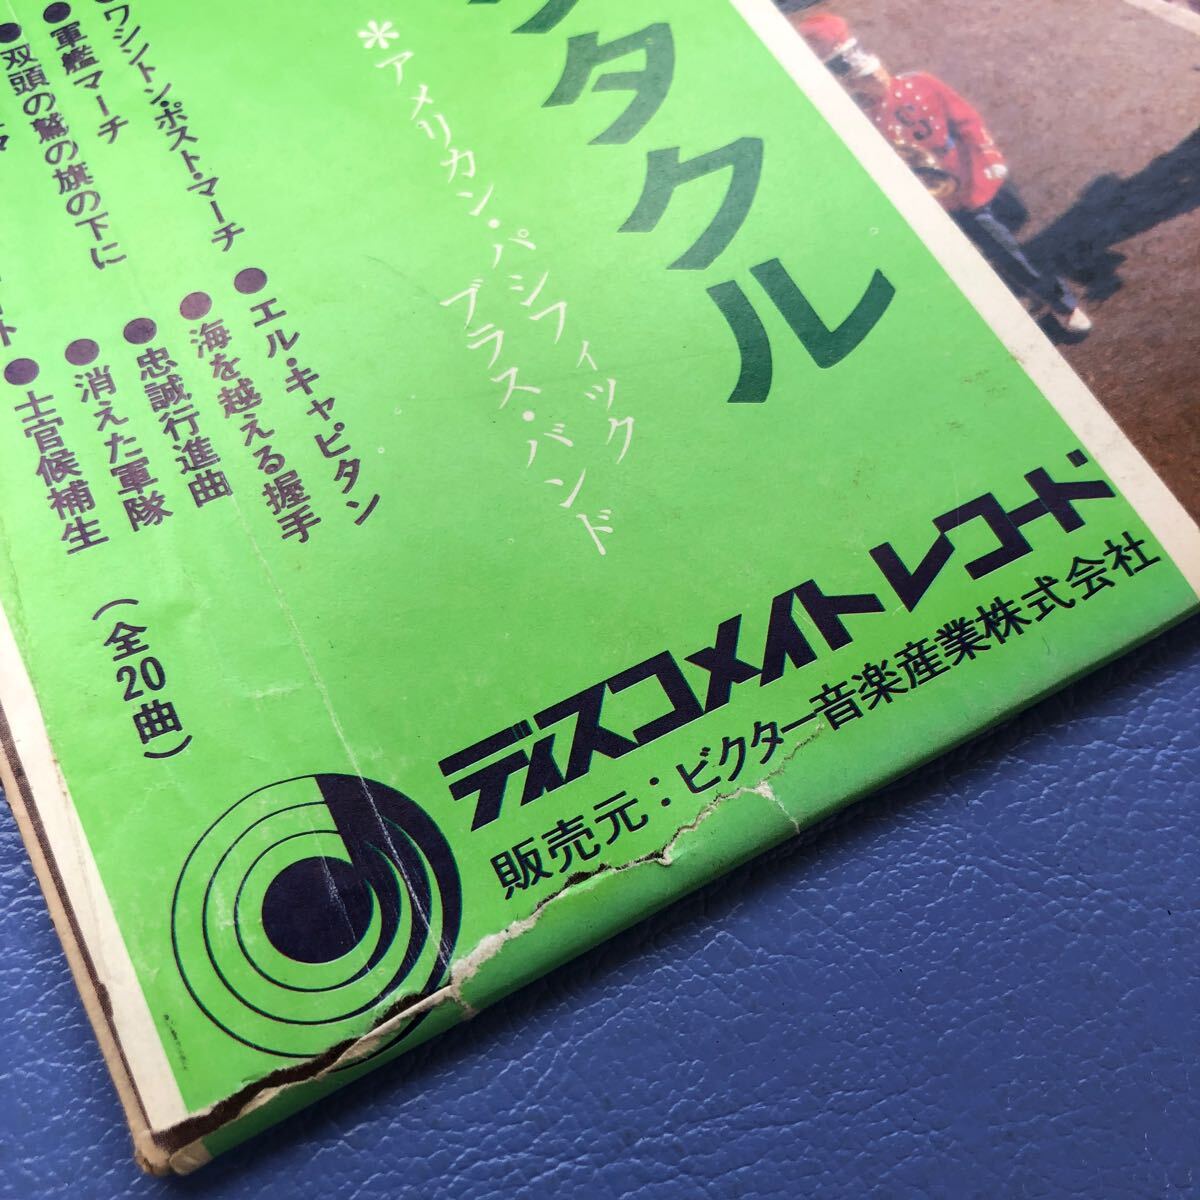 タクル
＊アメリカン・パシフィック
ブラス・バンド
ワシントン・ポスト・マーチ
●軍艦マーチ
●双頭の鷲の旗の下に
●エル・キャピタン
●海を越える握手
●忠誠行進曲
●消えた軍隊
●士官候補生
（全20曲）
ディスコメイトレコード
販売元：ビクター音楽産業株式会社